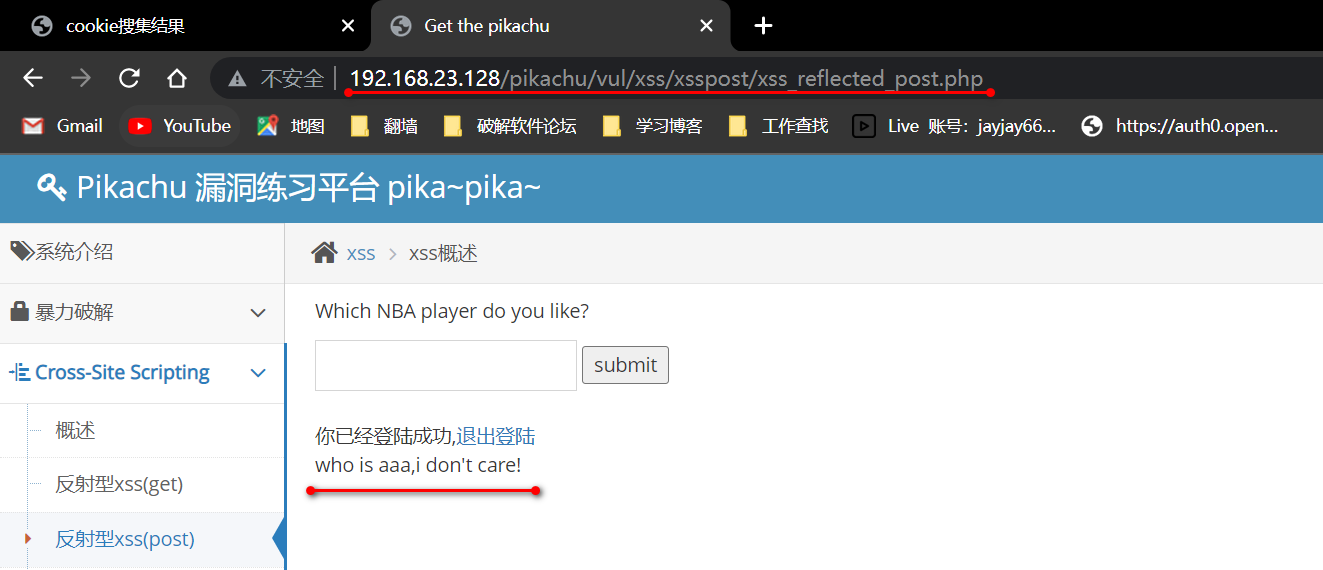 cookie搜集结果
Get the pikachu
不安全 192.168.23.128/pikachu/vul/xss/xsspost/xss_reflected_post.php
Gmail YouTube 地图 翻墙 破解软件论坛 学习博客 工作查找 Live 账号：jayjay66... https://auth0.open...
Pikachu 漏洞练习平台 pika~pika~
系统介绍
xss > xss概述
暴力破解
Which NBA player do you like?
submit
Cross-Site Scripting
概述
你已经登陆成功,退出登陆
who is aaa,i don't care!
反射型xss(get)
反射型xss(post)